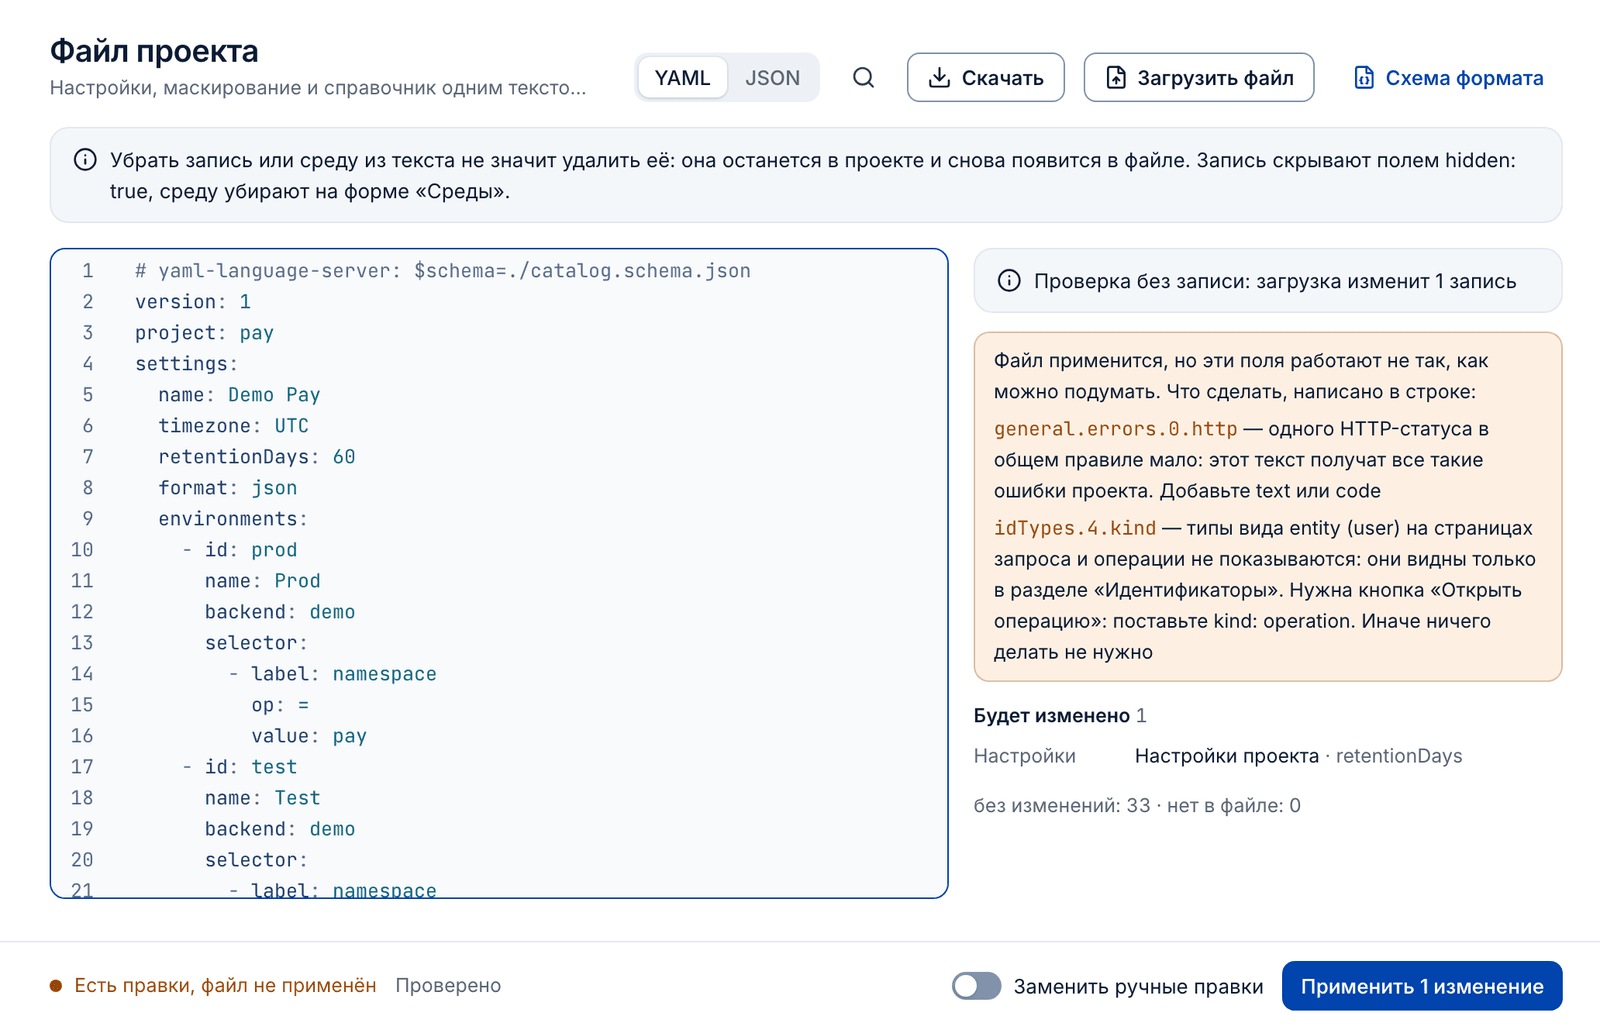 Файл проекта
Настройки, маскирование и справочник одним тексто...
YAML JSON
Скачать
Загрузить файл
Схема формата
Убрать запись или среду из текста не значит удалить её: она останется в проекте и снова появится в файле. Запись скрывают полем hidden:
true, среду убирают на форме «Среды».
1 # yaml-language-server: $schema=./catalog.schema.json
2 version: 1
3 project: pay
4 settings:
5 name: Demo Pay
6 timezone: UTC
7 retentionDays: 60
8 format: json
9 environments:
10 - id: prod
11 name: Prod
12 backend: demo
13 selector:
14 - label: namespace
15 op: =
16 value: pay
17 - id: test
18 name: Test
19 backend: demo
20 selector:
21 - label: namespace
Проверка без записи: загрузка изменит 1 запись
Файл применится, но эти поля работают не так, как
можно подумать. Что сделать, написано в строке:
general.errors.0.http — одного HTTP-статуса в
общем правиле мало: этот текст получат все такие
ошибки проекта. Добавьте text или code
idTypes.4.kind — типы вида entity (user) на страницах
запроса и операции не показываются: они видны только
в разделе «Идентификаторы». Нужна кнопка «Открыть
операцию»: поставьте kind: operation. Иначе ничего
делать не нужно
Будет изменено 1
Настройки Настройки проекта · retentionDays
без изменений: 33 · нет в файле: 0
Есть правки, файл не применён Проверено
Заменить ручные правки
Применить 1 изменение